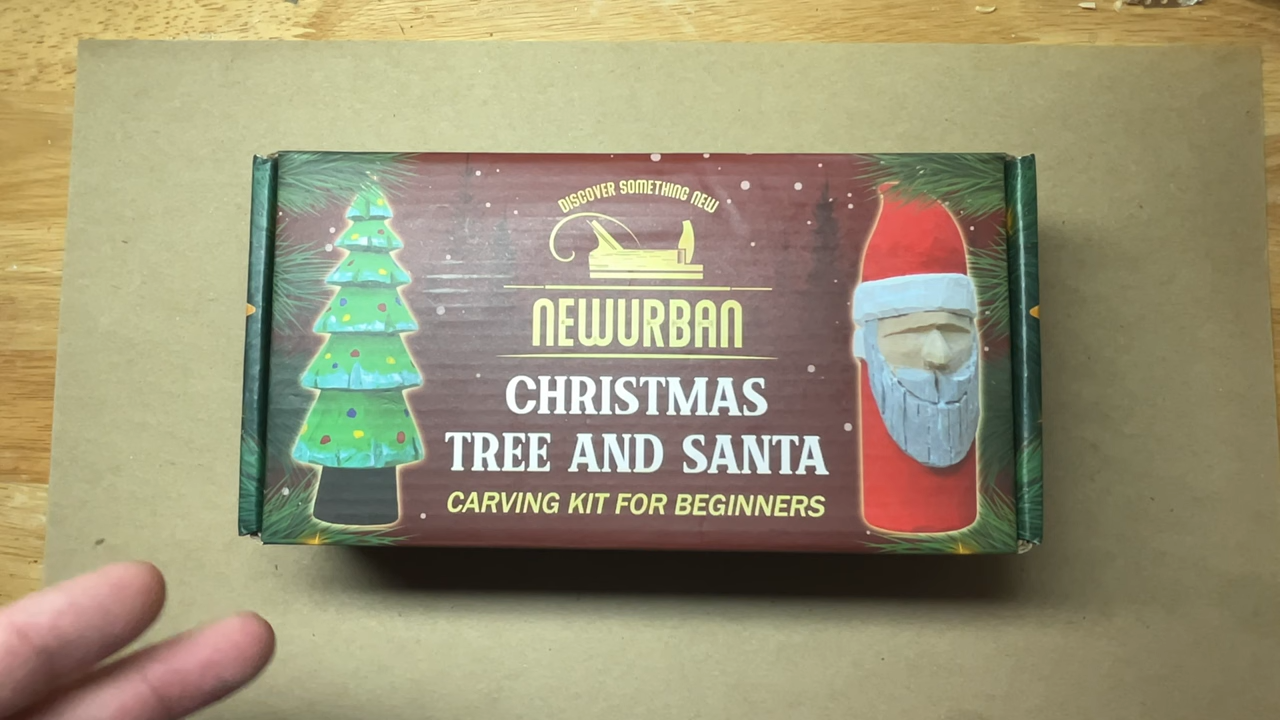 DISCOVER SOMETHING NEW
NEWURBAN
CHRISTMAS
TREE AND SANTA
CARVING KIT FOR BEGINNERS